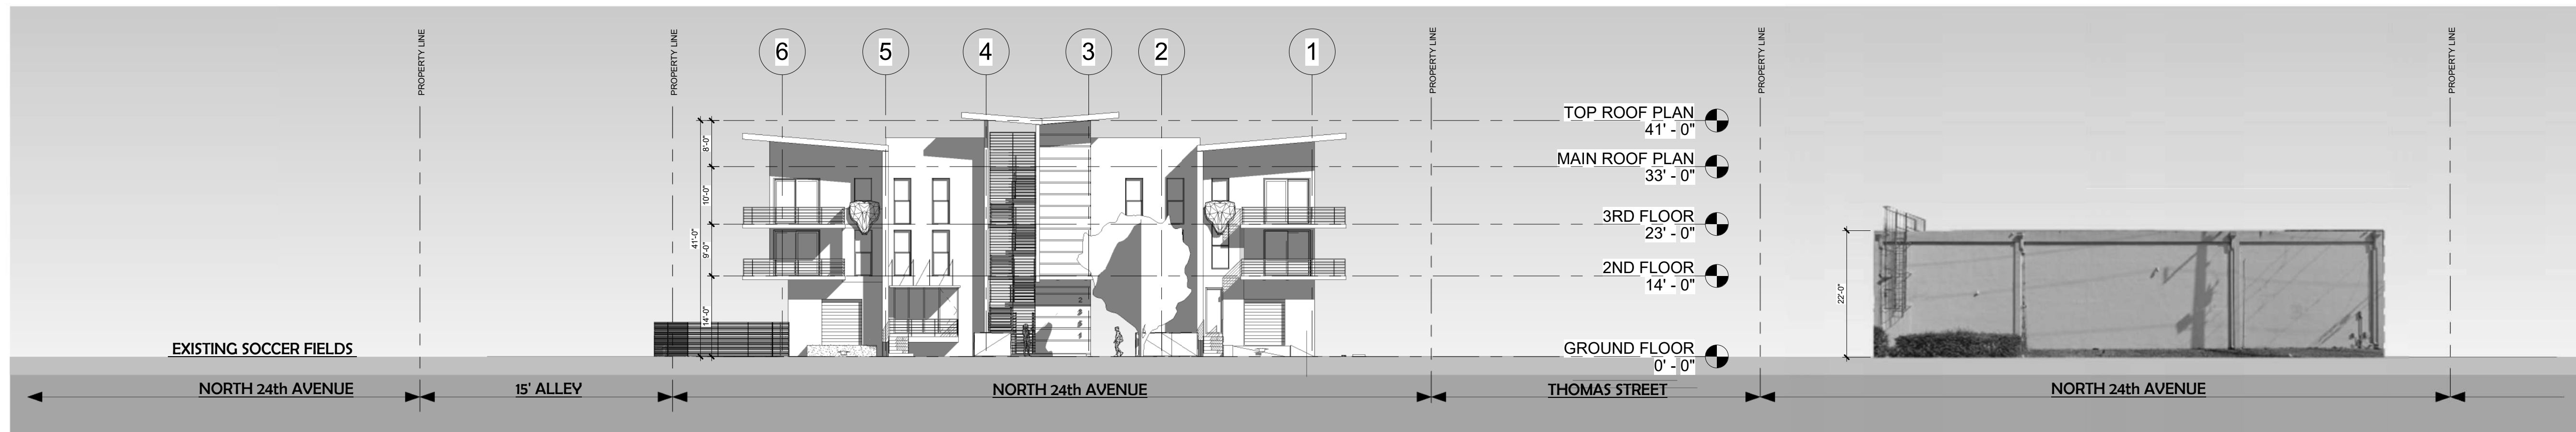 PROPERTY LINE
PROPERTY LINE
6
5
4
3
2
1
PROPERTY LINE
PROPERTY LINE
PROPERTY LINE
TOP ROOF PLAN
41' - 0"
MAIN ROOF PLAN
33' - 0"
3RD FLOOR
23' - 0"
2ND FLOOR
14' - 0"
GROUND FLOOR
0' - 0"
8'-0"
10'-0"
9'-0"
14'-0"
41'-0"
22'-0"
EXISTING SOCCER FIELDS
NORTH 24th AVENUE
15' ALLEY
NORTH 24th AVENUE
THOMAS STREET
NORTH 24th AVENUE